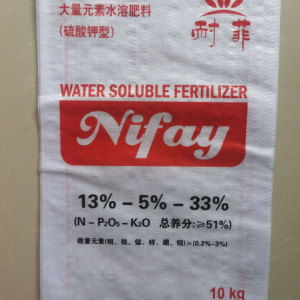 大量元素水溶肥料
(硫酸钾型)
耐菲
WATER SOLUBLE FERTILIZER
Nifay
13% – 5% – 33%
(N – P₂O₅ – K₂O 总养分:≥51%)
微量元素(铜、铁、锰、锌、硼、钼)≥(0.2%-3%)
10 kg